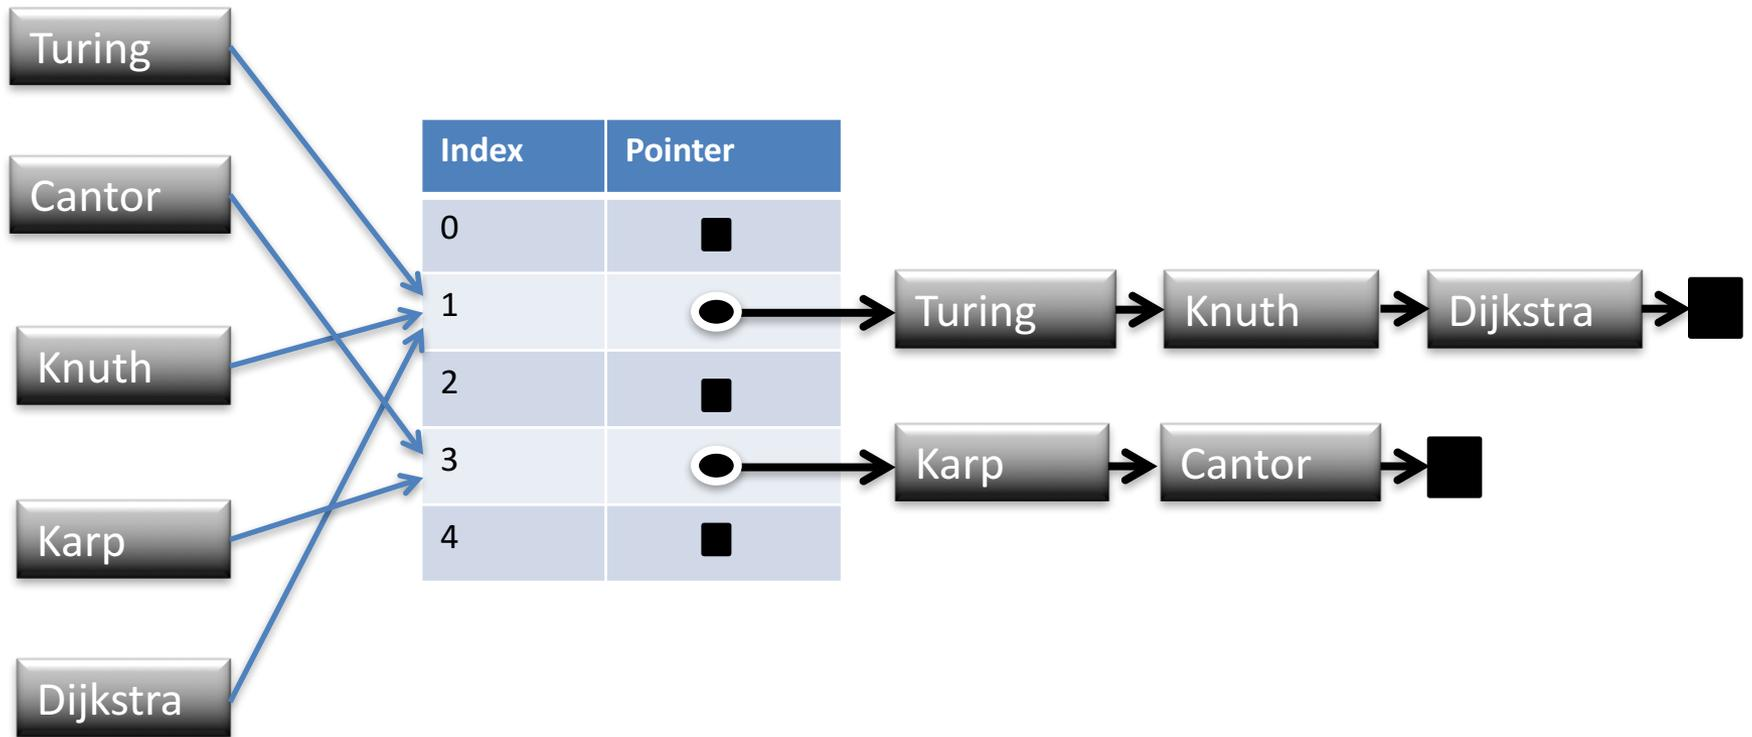 Turing
Cantor
Knuth
Karp
Dijkstra
Index Pointer
0
1
2
3
4
Turing Knuth Dijkstra
Karp Cantor